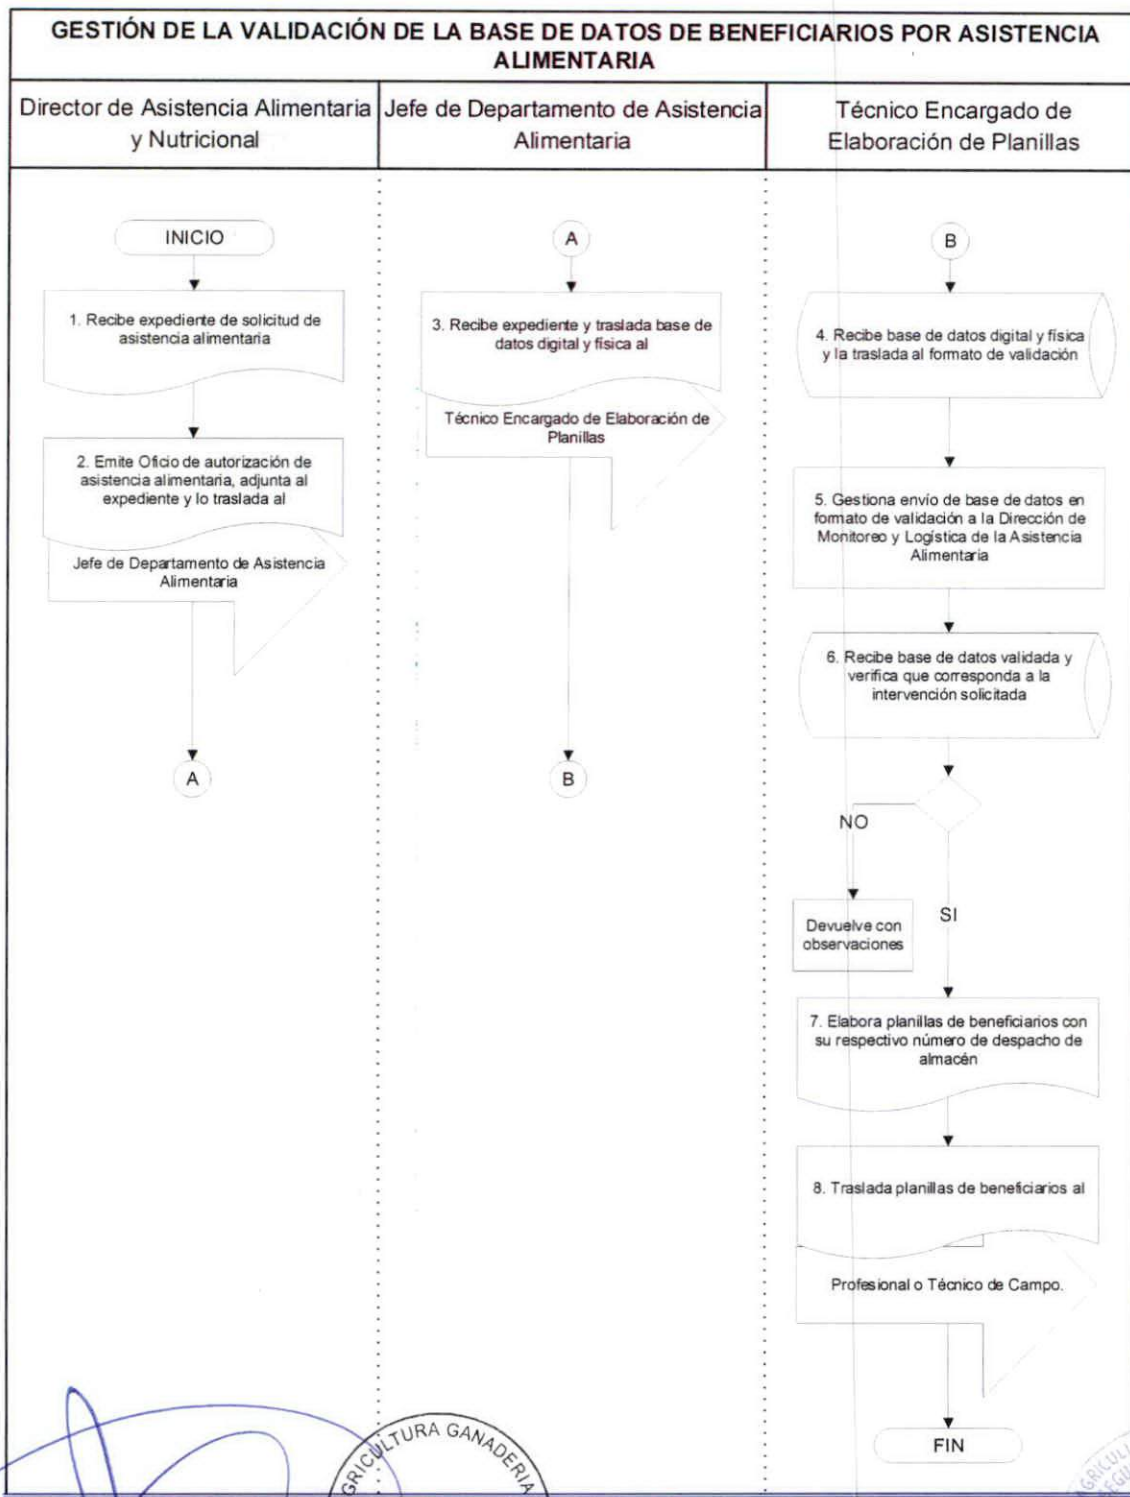 GESTIÓN DE LA VALIDACIÓN DE LA BASE DE DATOS DE BENEFICIARIOS POR ASISTENCIA
ALIMENTARIA
Director de Asistencia Alimentaria
y Nutricional
Jefe de Departamento de Asistencia
Alimentaria
Técnico Encargado de
Elaboración de Planillas
INICIO
1. Recibe expediente de solicitud de
asistencia alimentaria
2. Emite Oficio de autorización de
asistencia alimentaria, adjunta al
expediente y lo traslada al
Jefe de Departamento de Asistencia
Alimentaria
A
A
3. Recibe expediente y traslada base de
datos digital y física al
Técnico Encargado de Elaboración de
Planillas
B
B
4. Recibe base de datos digital y física
y la traslada al formato de validación
5. Gestiona envío de base de datos en
formato de validación a la Dirección de
Monitoreo y Logística de la Asistencia
Alimentaria
6. Recibe base de datos validada y
verifica que corresponda a la
intervención solicitada
NO
SI
Devuelve con
observaciones
7. Elabora planillas de beneficiarios con
su respectivo número de despacho de
almacén
8. Traslada planillas de beneficiarios al
Profesional o Técnico de Campo.
FIN
GRICULTURA GANADERIA
AGRICUL